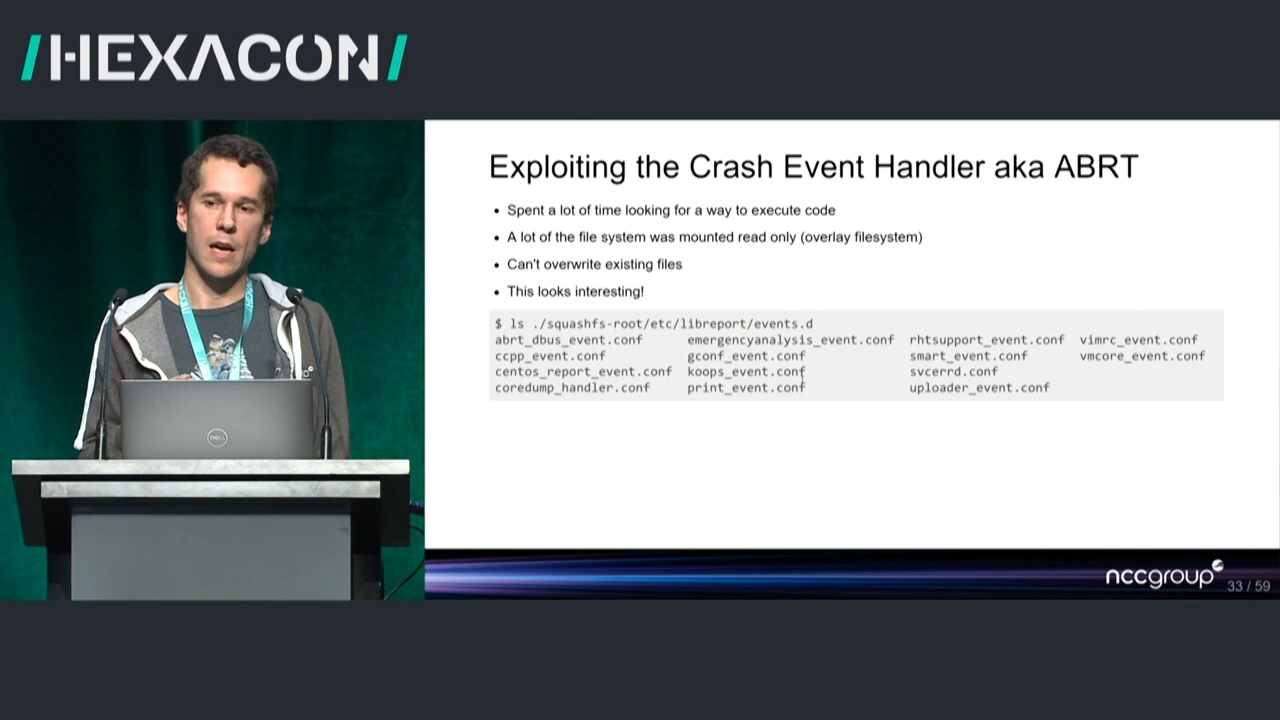 /HEXACON/
Exploiting the Crash Event Handler aka ABRT
• Spent a lot of time looking for a way to execute code
• A lot of the file system was mounted read only (overlay filesystem)
• Can't overwrite existing files
• This looks interesting!
$ ls ./squashfs-root/etc/libreport/events.d
abrt_dbus_event.conf emergencyanalysis_event.conf rhtsupport_event.conf vimrc_event.conf
ccpp_event.conf gconf_event.conf smart_event.conf vmcore_event.conf
centos_report_event.conf koops_event.conf svcerrd.conf
coredump_handler.conf print_event.conf uploader_event.conf
DELL
nccgroup
33 / 59